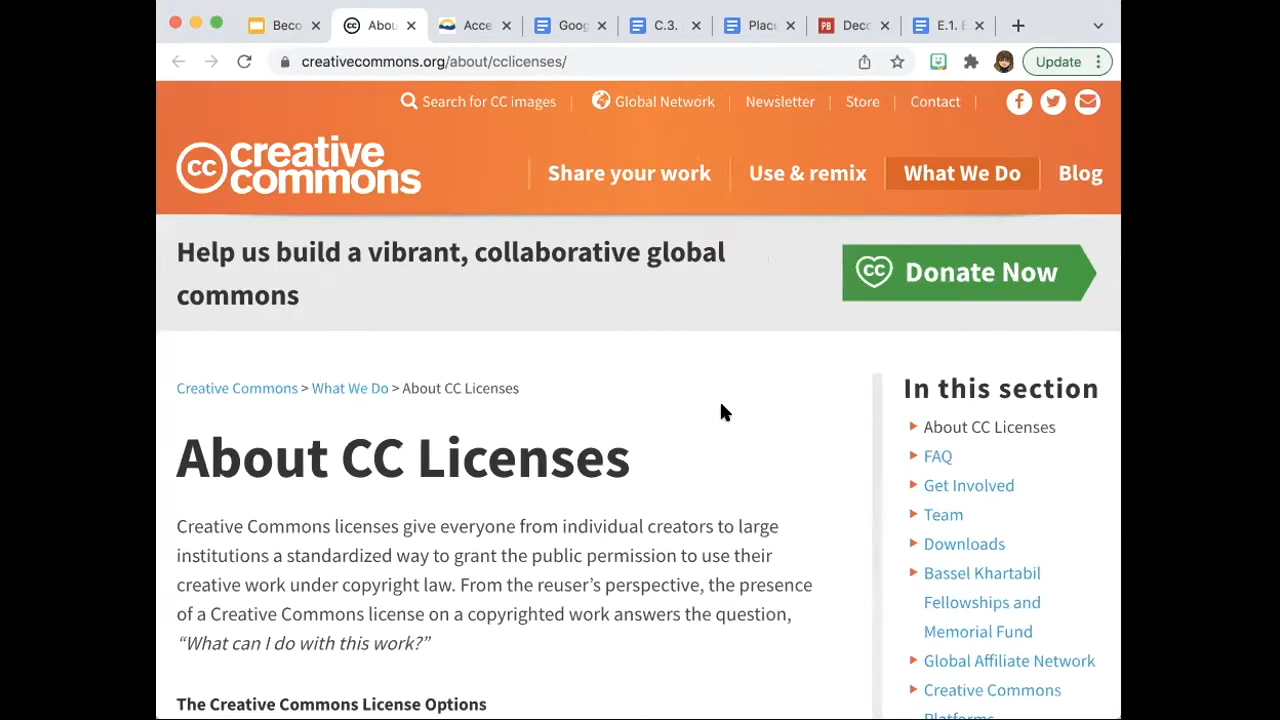 Beco
Abou
Acce
Goog
C.3.
Place
PB
Deco
E.1. E
creativecommons.org/about/cclicenses/
Update
Search for CC images
Global Network
Newsletter
Store
Contact
cc creative commons
Share your work
Use & remix
What We Do
Blog
Help us build a vibrant, collaborative global
commons
CC Donate Now
Creative Commons > What We Do > About CC Licenses
About CC Licenses
Creative Commons licenses give everyone from individual creators to large
institutions a standardized way to grant the public permission to use their
creative work under copyright law. From the reuser’s perspective, the presence
of a Creative Commons license on a copyrighted work answers the question,
“What can I do with this work?”
The Creative Commons License Options
In this section
About CC Licenses
FAQ
Get Involved
Team
Downloads
Bassel Khartabil
Fellowships and
Memorial Fund
Global Affiliate Network
Creative Commons
Platforms